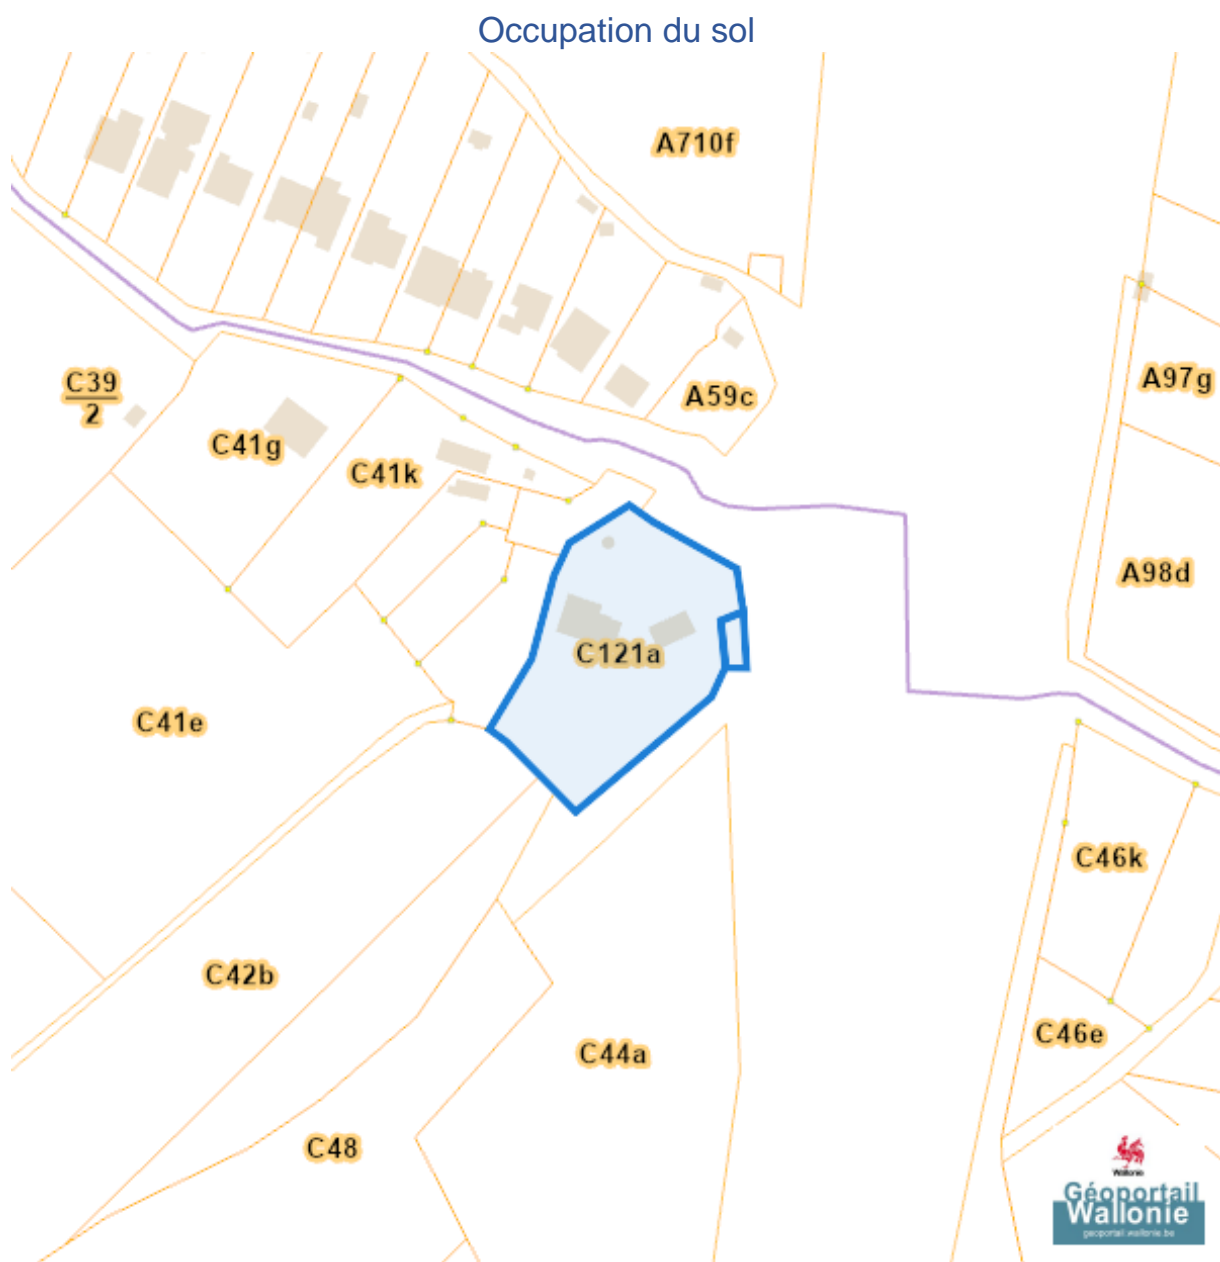 Occupation du sol
A710f
A97g
C39
2
A59c
C41g
C41k
A98d
C121a
C41e
C46k
C42b
C46e
C44a
C48
Wallonie
Géoportail
Wallonie
geoportail.wallonie.be